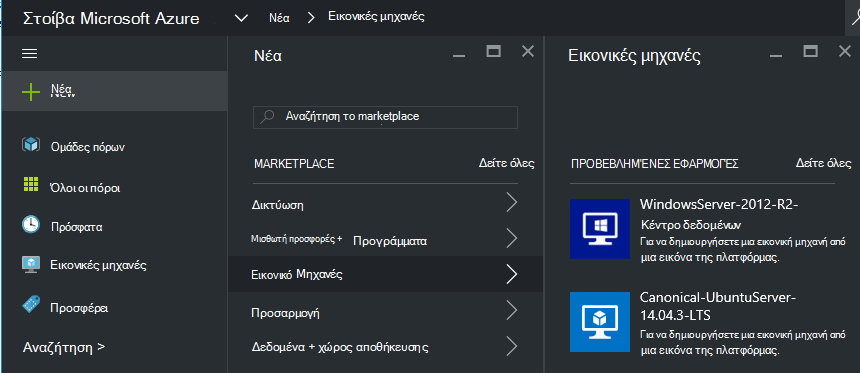 Στοίβα Microsoft Azure
Νέα
Εικονικές μηχανές
Νέα
Ομάδες πόρων
Όλοι οι πόροι
Πρόσφατα
Εικονικές μηχανές
Προσφέρει
Αναζήτηση >
Νέα
Αναζήτηση το marketplace
MARKETPLACE
Δείτε όλες
Δικτύωση
Μισθωτή προσφορές + Προγράμματα
Εικονικό Μηχανές
Προσαρμογή
Δεδομένα + χώρος αποθήκευσης
Εικονικές μηχανές
ΠΡΟΒΕΒΛΗΜΈΝΕΣ ΕΦΑΡΜΟΓΈΣ
Δείτε όλες
WindowsServer-2012-R2-
Κέντρο δεδομένων
Για να δημιουργήσετε μια εικονική μηχανή από
μια εικόνα της πλατφόρμας.
Canonical-UbuntuServer-
14.04.3-LTS
Για να δημιουργήσετε μια εικονική μηχανή από
μια εικόνα της πλατφόρμας.